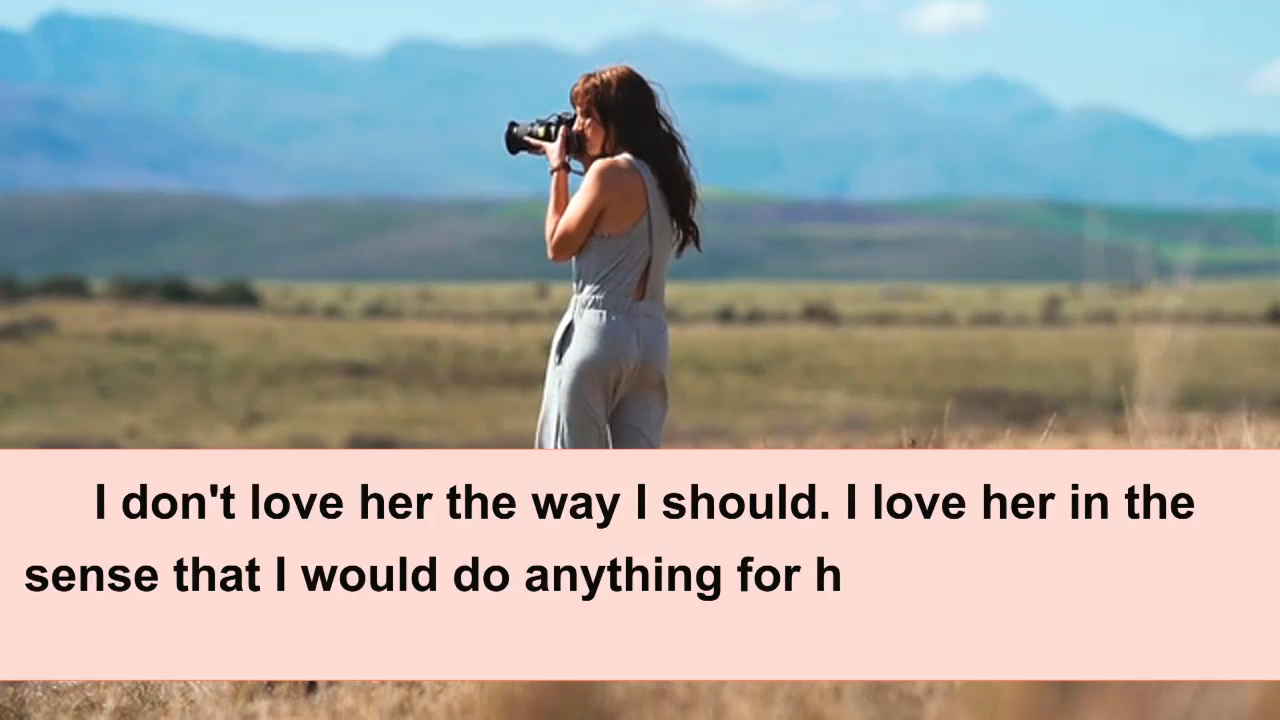 I don't love her the way I should. I love her in the
sense that I would do anything for h